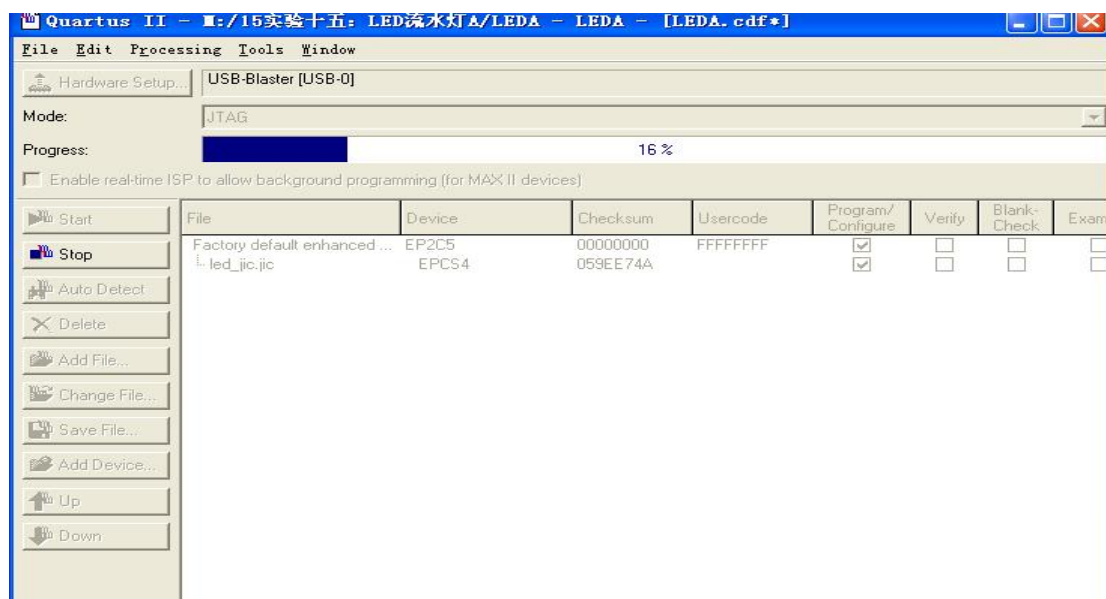 Quartus II - I:/15实验十五: LED流水灯A/LEDA - LEDA - [LEDA.cdf*]
File Edit Processing Tools Window
Hardware Setup... USB-Blaster [USB-0]
Mode: JTAG
Progress: 16 %
Enable real-time ISP to allow background programming (for MAX II devices)
Start
Stop
Auto Detect
Delete
Add File...
Change File...
Save File...
Add Device...
Up
Down
File Device Checksum Usercode Program/ Configure Verify Blank- Check Exam
Factory default enhanced ... EP2C5 00000000 FFFFFFFF
led_jic.jic EPCS4 059EE74A